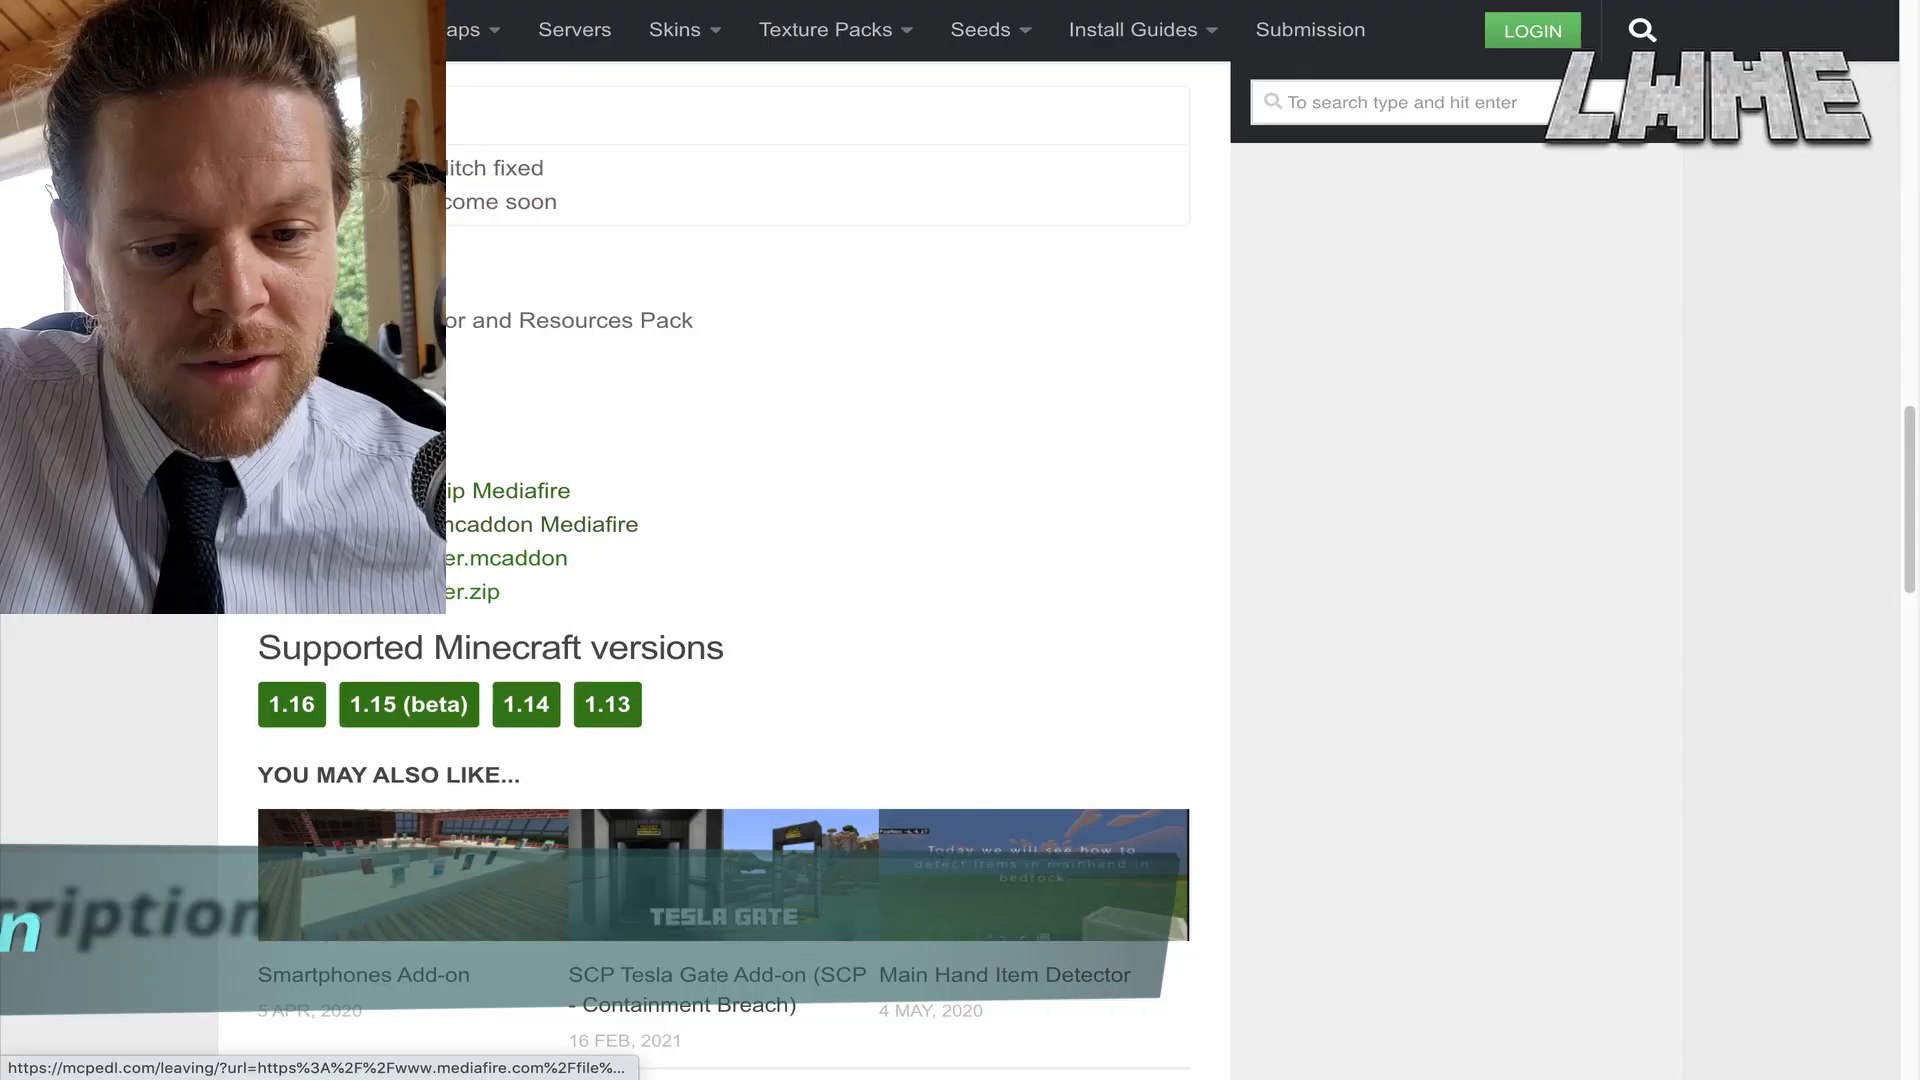 aps
Servers
Skins
Texture Packs
Seeds
Install Guides
Submission
LOGIN
To search type and hit enter
LWME
litch fixed
come soon
or and Resources Pack
ip Mediafire
mcaddon Mediafire
er.mcaddon
er.zip
Supported Minecraft versions
1.16
1.15 (beta)
1.14
1.13
YOU MAY ALSO LIKE...
TESLA GATE
Today we will see how to
detect items in mainhand in
bedrock
cription
n
Smartphones Add-on
5 APR, 2020
SCP Tesla Gate Add-on (SCP
- Containment Breach)
16 FEB, 2021
Main Hand Item Detector
4 MAY, 2020
https://mcpedl.com/leaving/?url=https%3A%2F%2Fwww.mediafire.com%2Ffile%...